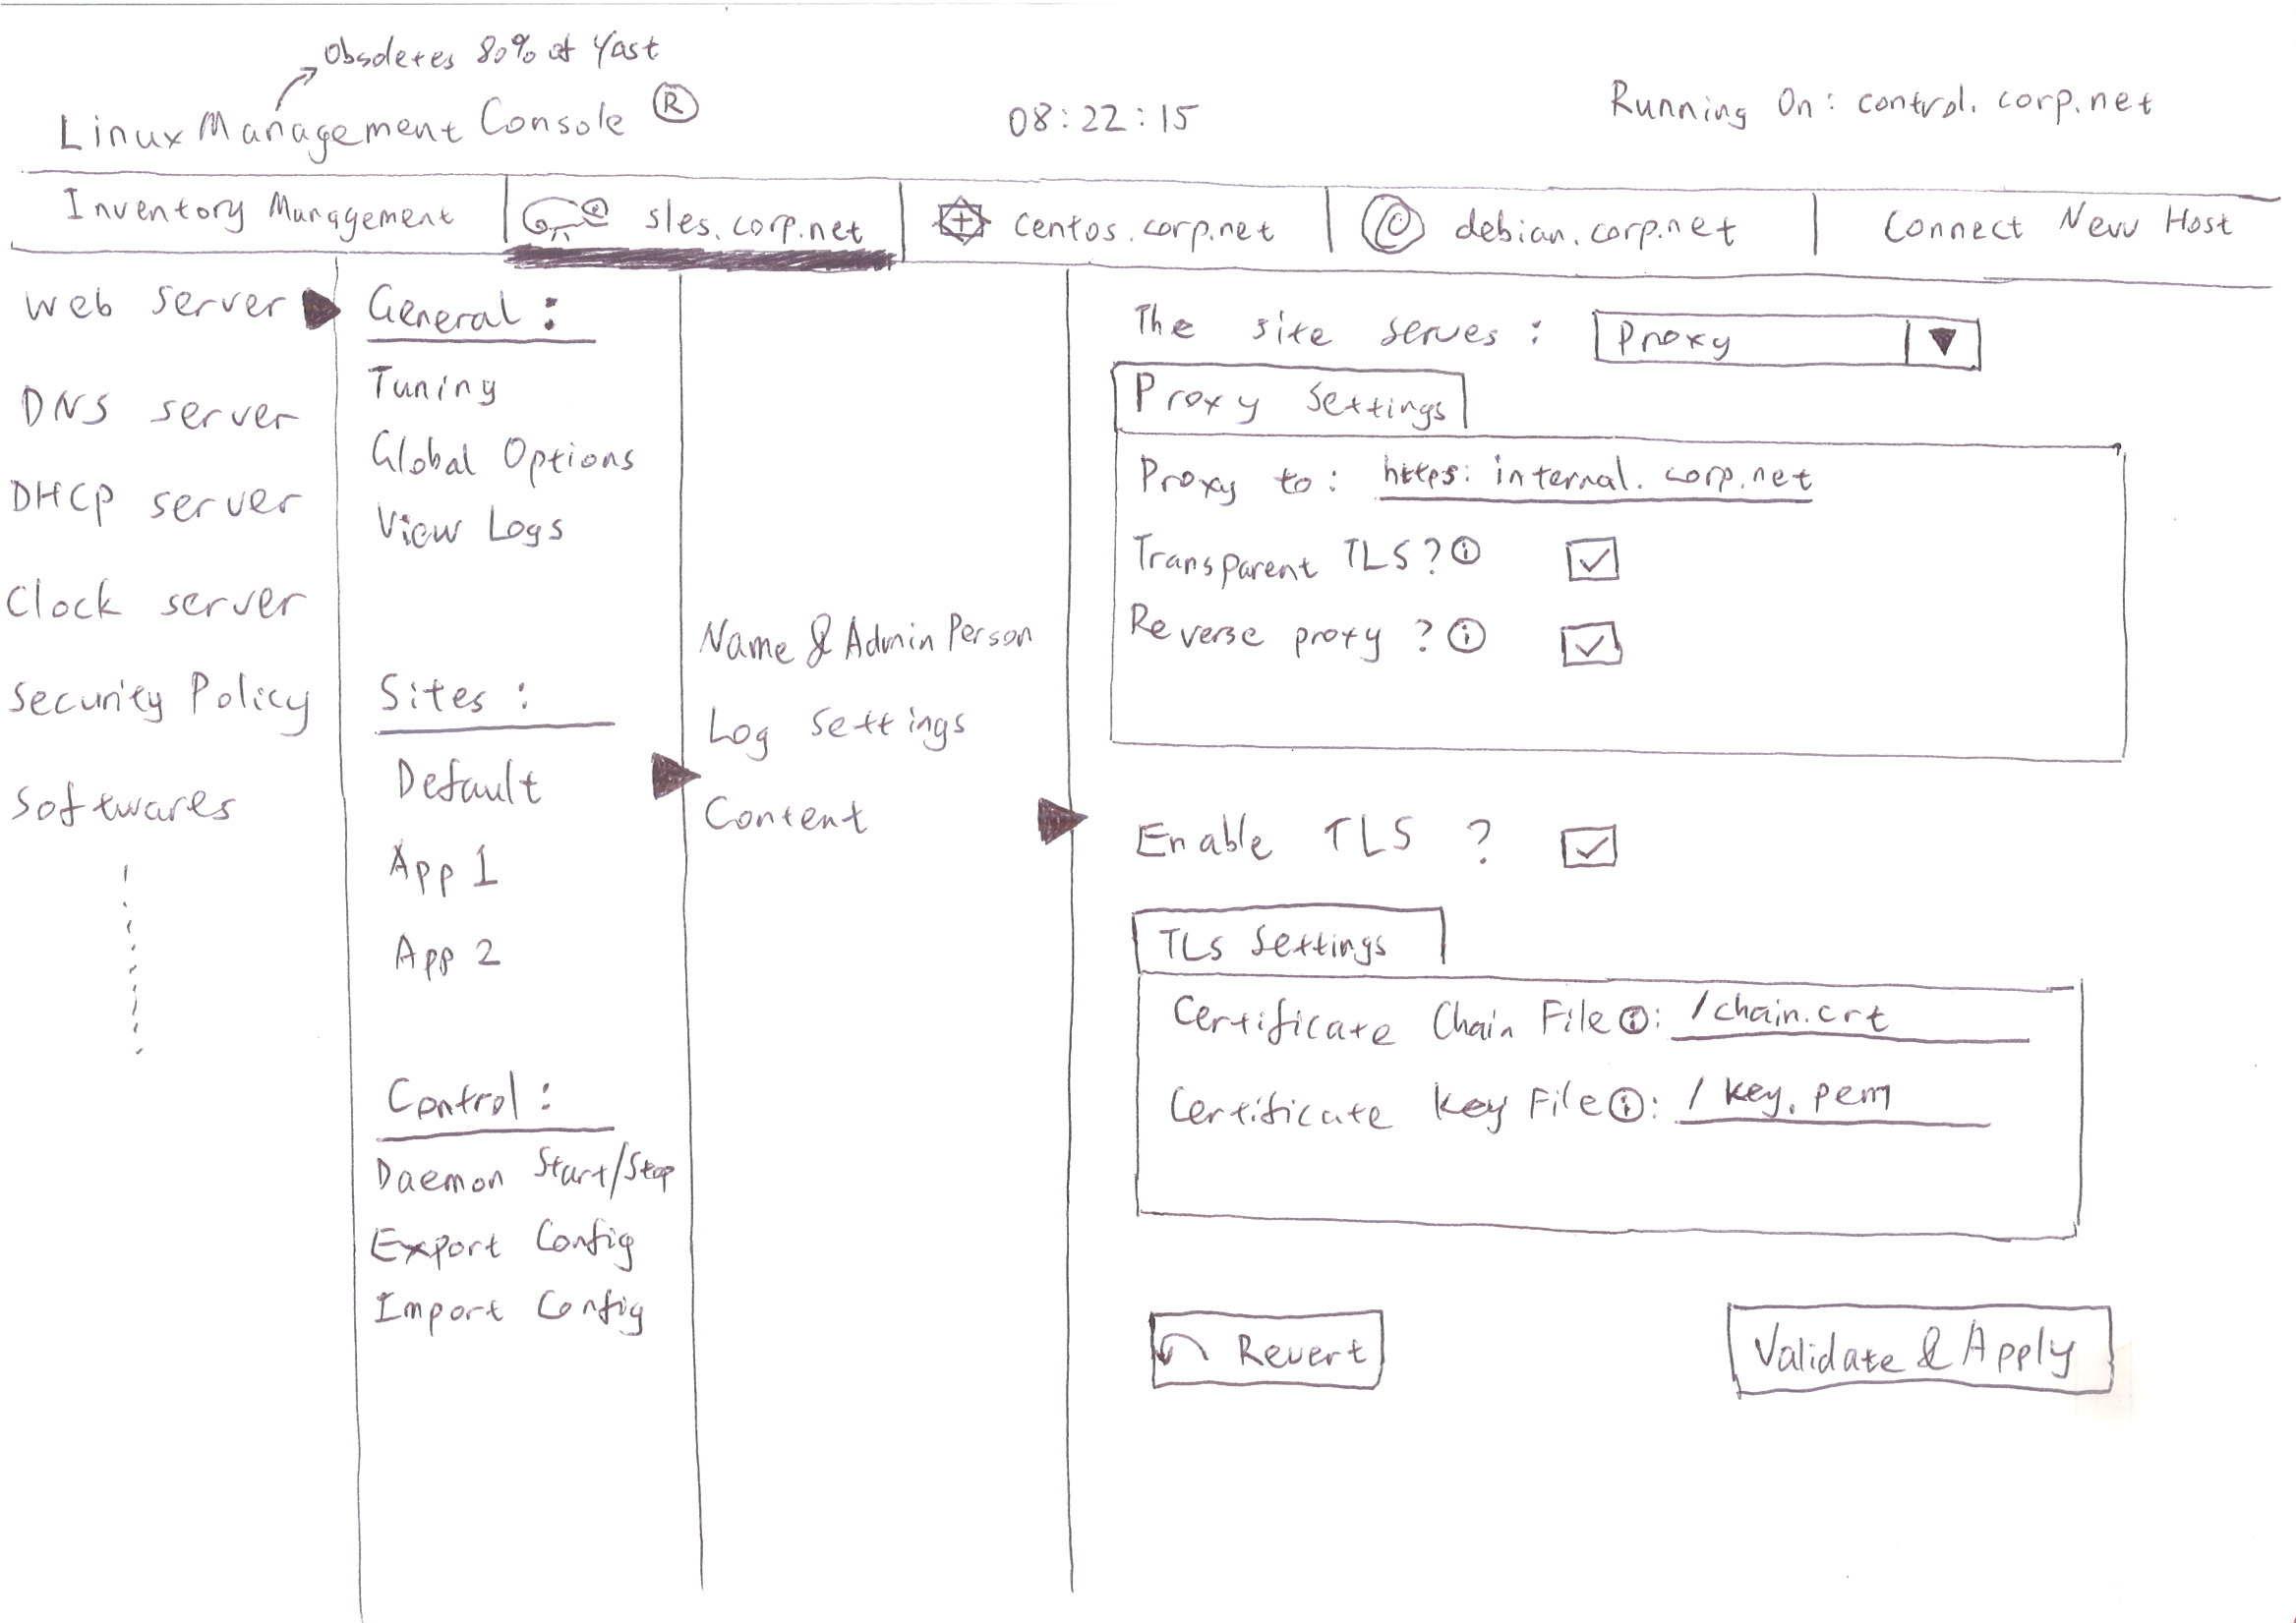 Obsoletes 80% of Yast
Linux Management Console ®
08:22:15
Running On: control.corp.net
Inventory Management
sles.corp.net
centos.corp.net
debian.corp.net
Connect New Host
Web server
DNS server
DHCP server
Clock server
Security Policy
Softwares
General:
Tuning
Global Options
View Logs
Sites:
Default
App 1
App 2
Control:
Daemon Start/Stop
Export Config
Import Config
Name & Admin Person
Log Settings
Content
The site serves: Proxy
Proxy Settings
Proxy to: https: internal.corp.net
Transparent TLS? i
Reverse proxy? i
Enable TLS?
TLS Settings
Certificate Chain File i: /chain.crt
Certificate Key File i: /key.pem
Revert
Validate & Apply